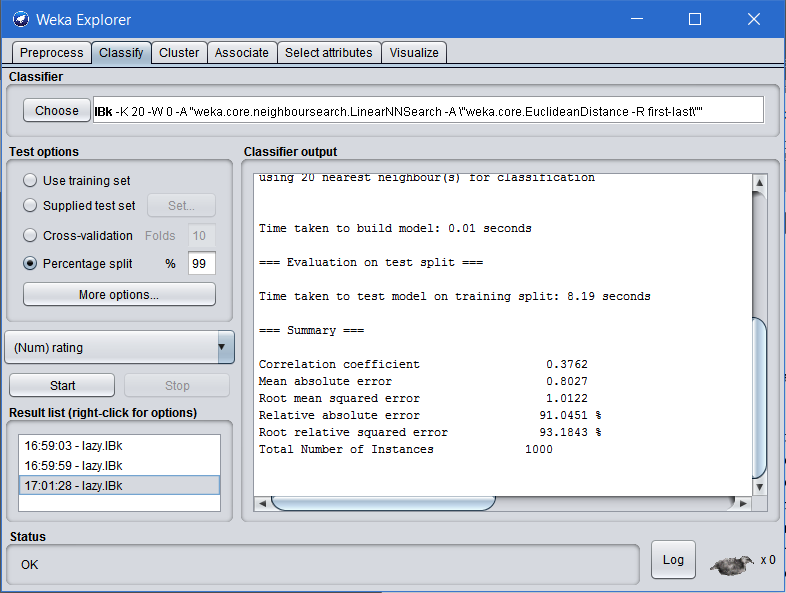 Weka Explorer
Preprocess Classify Cluster Associate Select attributes Visualize
Classifier
Choose IBk -K 20 -W 0 -A "weka.core.neighboursearch.LinearNNSearch -A \"weka.core.EuclideanDistance -R first-last\""
Test options
Use training set
Supplied test set Set...
Cross-validation Folds 10
Percentage split % 99
More options...
(Num) rating
Start Stop
Result list (right-click for options)
16:59:03 - lazy.IBk
16:59:59 - lazy.IBk
17:01:28 - lazy.IBk
Classifier output
using 20 nearest neighbour(s) for classification
Time taken to build model: 0.01 seconds
=== Evaluation on test split ===
Time taken to test model on training split: 8.19 seconds
=== Summary ===
Correlation coefficient 0.3762
Mean absolute error 0.8027
Root mean squared error 1.0122
Relative absolute error 91.0451 %
Root relative squared error 93.1843 %
Total Number of Instances 1000
Status
OK
Log x 0